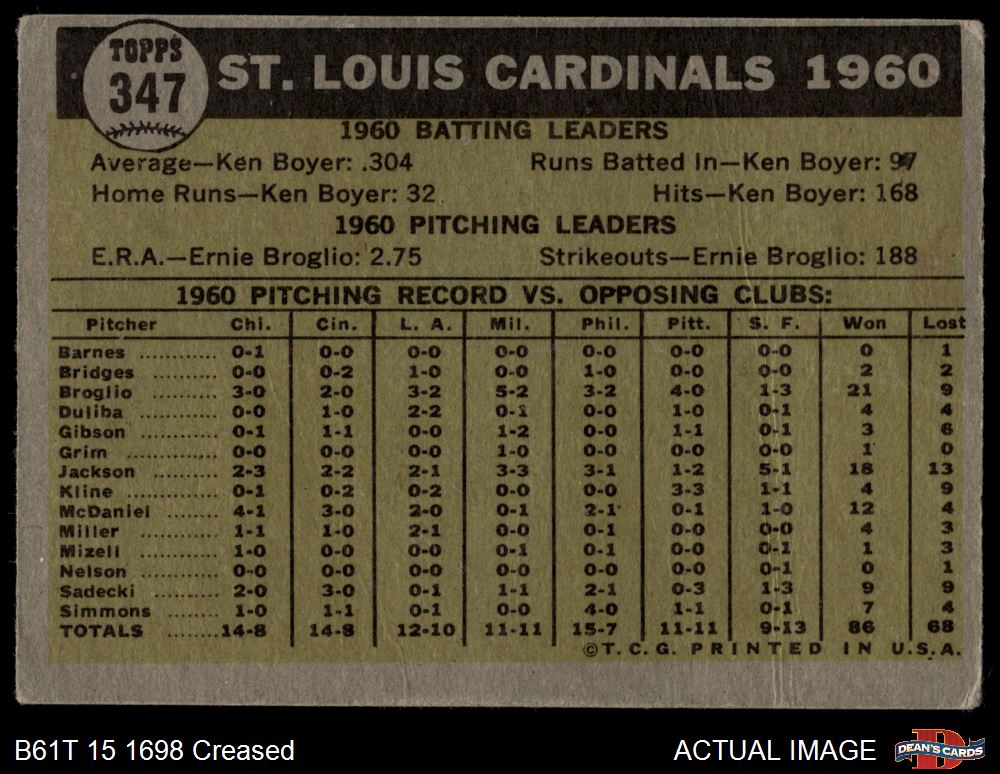 TOPPS
347
ST. LOUIS CARDINALS 1960
1960 BATTING LEADERS
Average—Ken Boyer: .304 Runs Batted In—Ken Boyer: 97
Home Runs—Ken Boyer: 32 Hits—Ken Boyer: 168
1960 PITCHING LEADERS
E.R.A.—Ernie Broglio: 2.75 Strikeouts—Ernie Broglio: 188
1960 PITCHING RECORD VS. OPPOSING CLUBS:
Pitcher Chi. Cin. L. A. Mil. Phil. Pitt. S. F. Won Lost
Barnes ............ 0-1 0-0 0-0 0-0 0-0 0-0 0-0 0 1
Bridges .......... 0-0 0-2 1-0 0-0 1-0 0-0 0-0 2 2
Broglio .......... 3-0 2-0 3-2 5-2 3-2 4-0 1-3 21 9
Duliba ............ 0-0 1-0 2-2 0-1 0-0 1-0 0-1 4 4
Gibson ............ 0-1 1-1 0-0 1-2 0-0 1-1 0-1 3 6
Grim .............. 0-0 0-0 0-0 1-0 0-0 0-0 0-0 1 0
Jackson .......... 2-3 2-2 2-1 3-3 3-1 1-2 5-1 18 13
Kline .............. 0-1 0-2 0-2 0-0 0-0 3-3 1-1 4 9
McDaniel ........ 4-1 3-0 2-0 0-1 2-1 0-1 1-0 12 4
Miller ............ 1-1 1-0 2-1 0-0 0-1 0-0 0-0 4 3
Mizell ............ 1-0 0-0 0-0 0-1 0-1 0-0 0-1 1 3
Nelson ............ 0-0 0-0 0-0 0-0 0-0 0-0 0-1 0 1
Sadecki .......... 2-0 3-0 0-1 1-1 2-1 0-3 1-3 9 9
Simmons ........ 1-0 1-1 0-1 0-0 4-0 1-1 0-1 7 4
TOTALS ........ 14-8 14-8 12-10 11-11 15-7 11-11 9-13 86 68
©T.C.G. PRINTED IN U.S.A.
B61T 15 1698 Creased ACTUAL IMAGE
D
DEAN'S CARDS